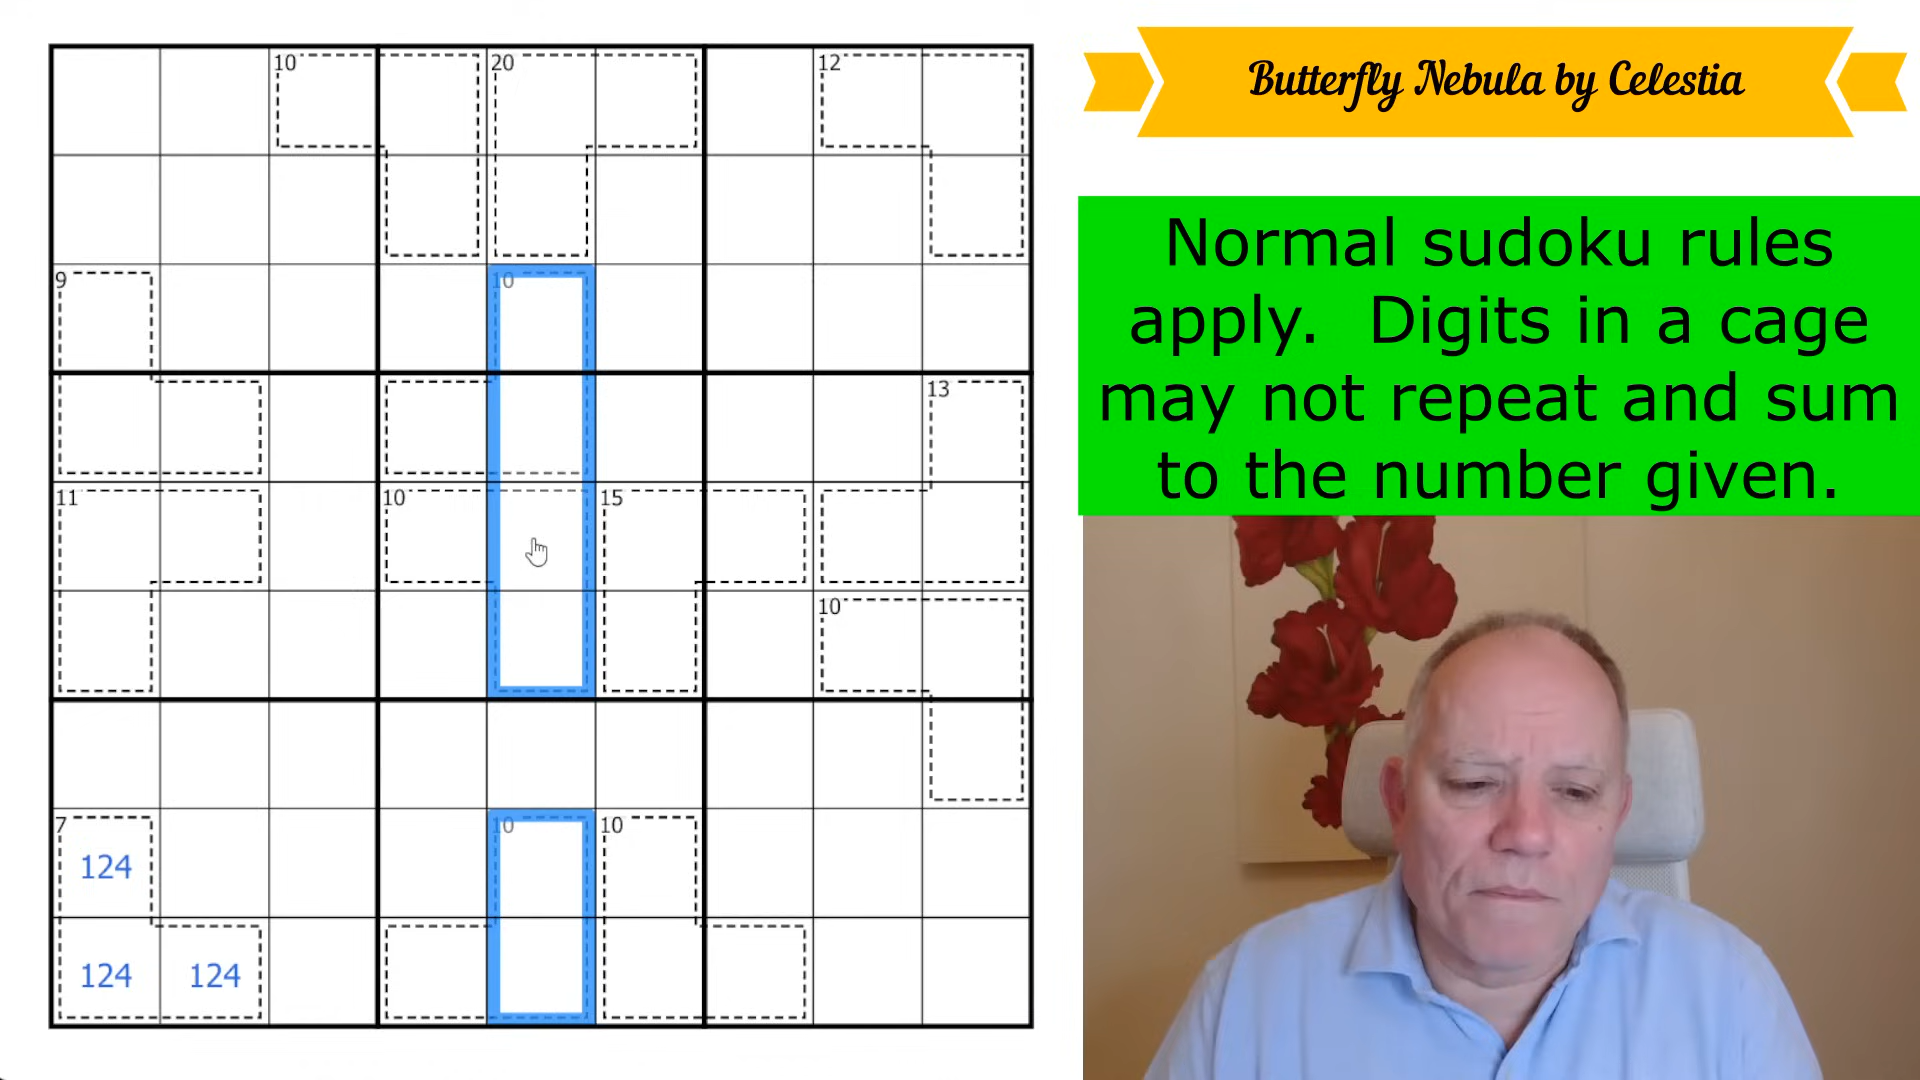 10 20 12
9 10
13
11 10 15
10
7 10 10
124
124 124
Butterfly Nebula by Celestia
Normal sudoku rules
apply. Digits in a cage
may not repeat and sum
to the number given.